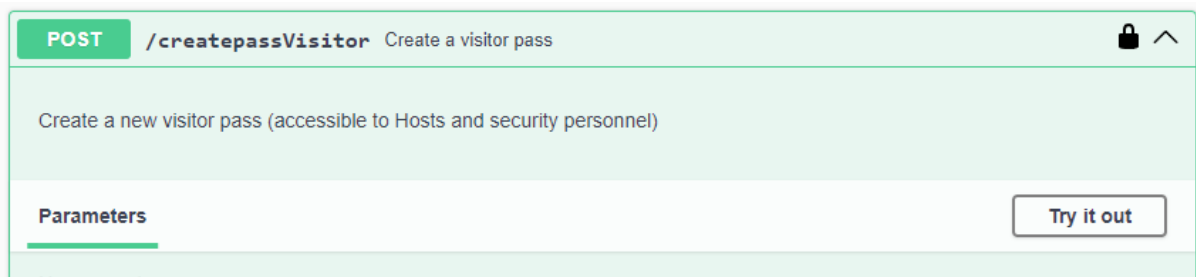 POST /createpassVisitor Create a visitor pass
Create a new visitor pass (accessible to Hosts and security personnel)
Parameters Try it out